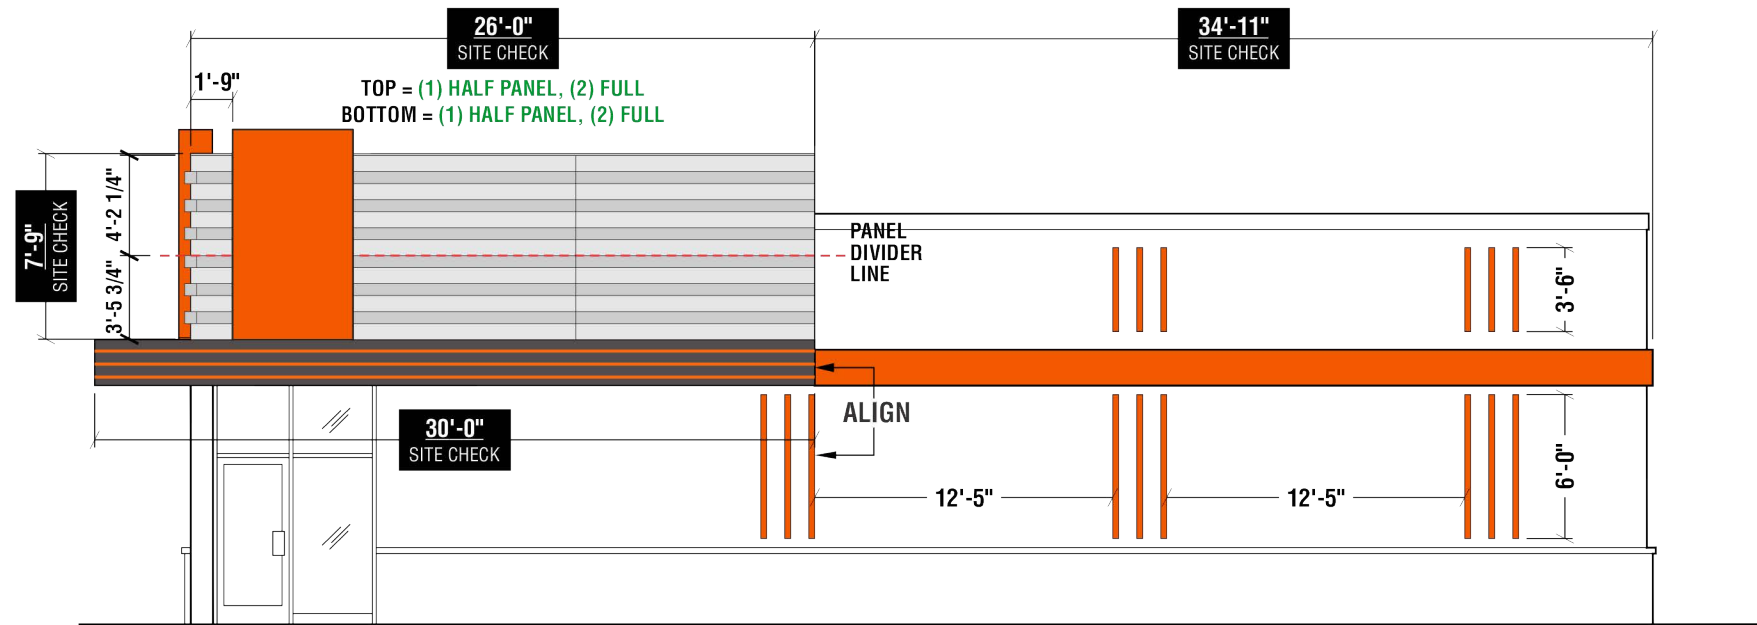 26'-0"
SITE CHECK
34'-11"
SITE CHECK
1'-9"
TOP = (1) HALF PANEL, (2) FULL
BOTTOM = (1) HALF PANEL, (2) FULL
7'-9"
SITE CHECK
4'-2 1/4"
3'-5 3/4"
PANEL
DIVIDER
LINE
3'-6"
ALIGN
30'-0"
SITE CHECK
12'-5"
12'-5"
6'-0"